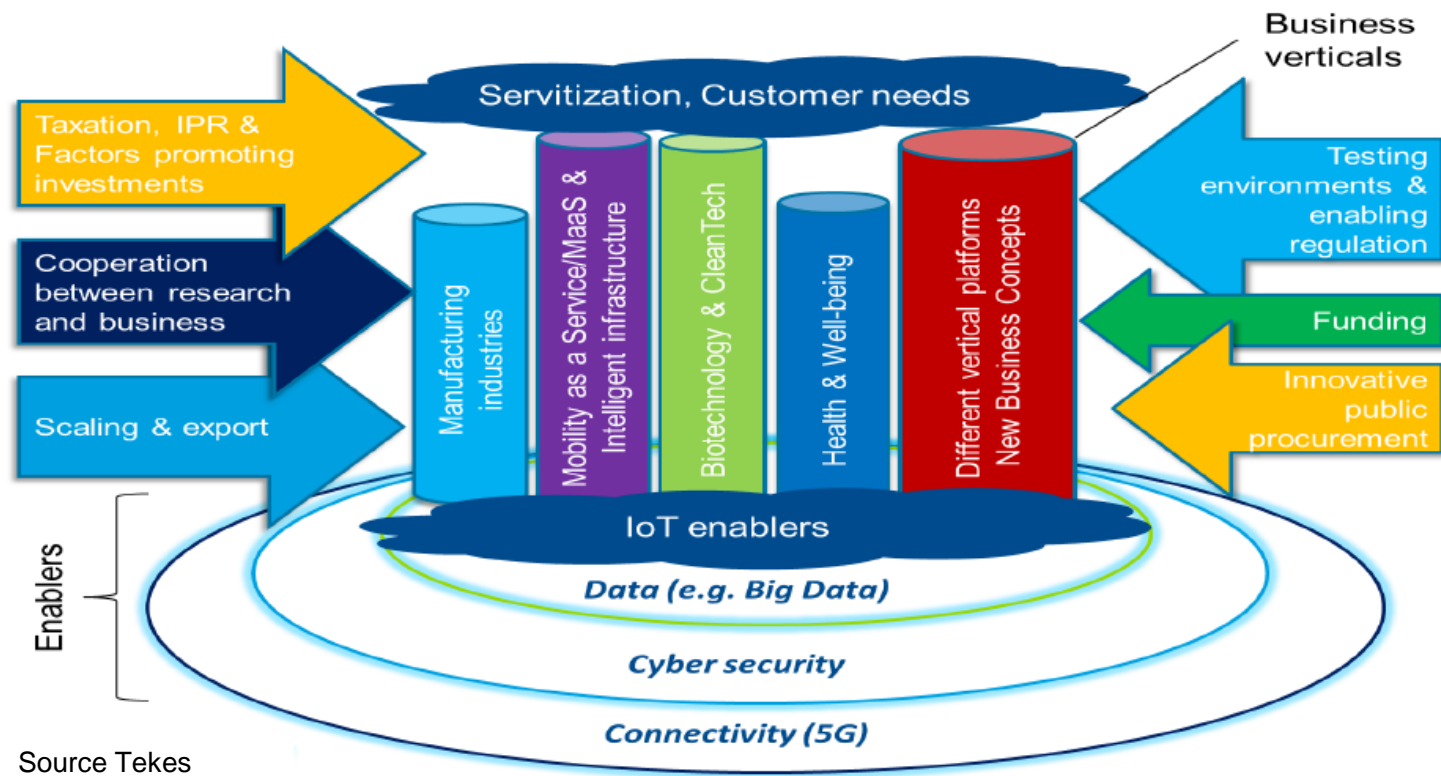 Business
verticals
Servitization, Customer needs
Taxation, IPR &
Factors promoting
investments
Cooperation
between research
and business
Scaling & export
Manufacturing
industries
Mobility as a Service/MaaS &
Intelligent infrastructure
Biotechnology & CleanTech
Health & Well-being
Different vertical platforms
New Business Concepts
Testing
environments &
enabling
regulation
Funding
Innovative
public
procurement
Enablers
IoT enablers
Data (e.g. Big Data)
Cyber security
Connectivity (5G)
Source Tekes